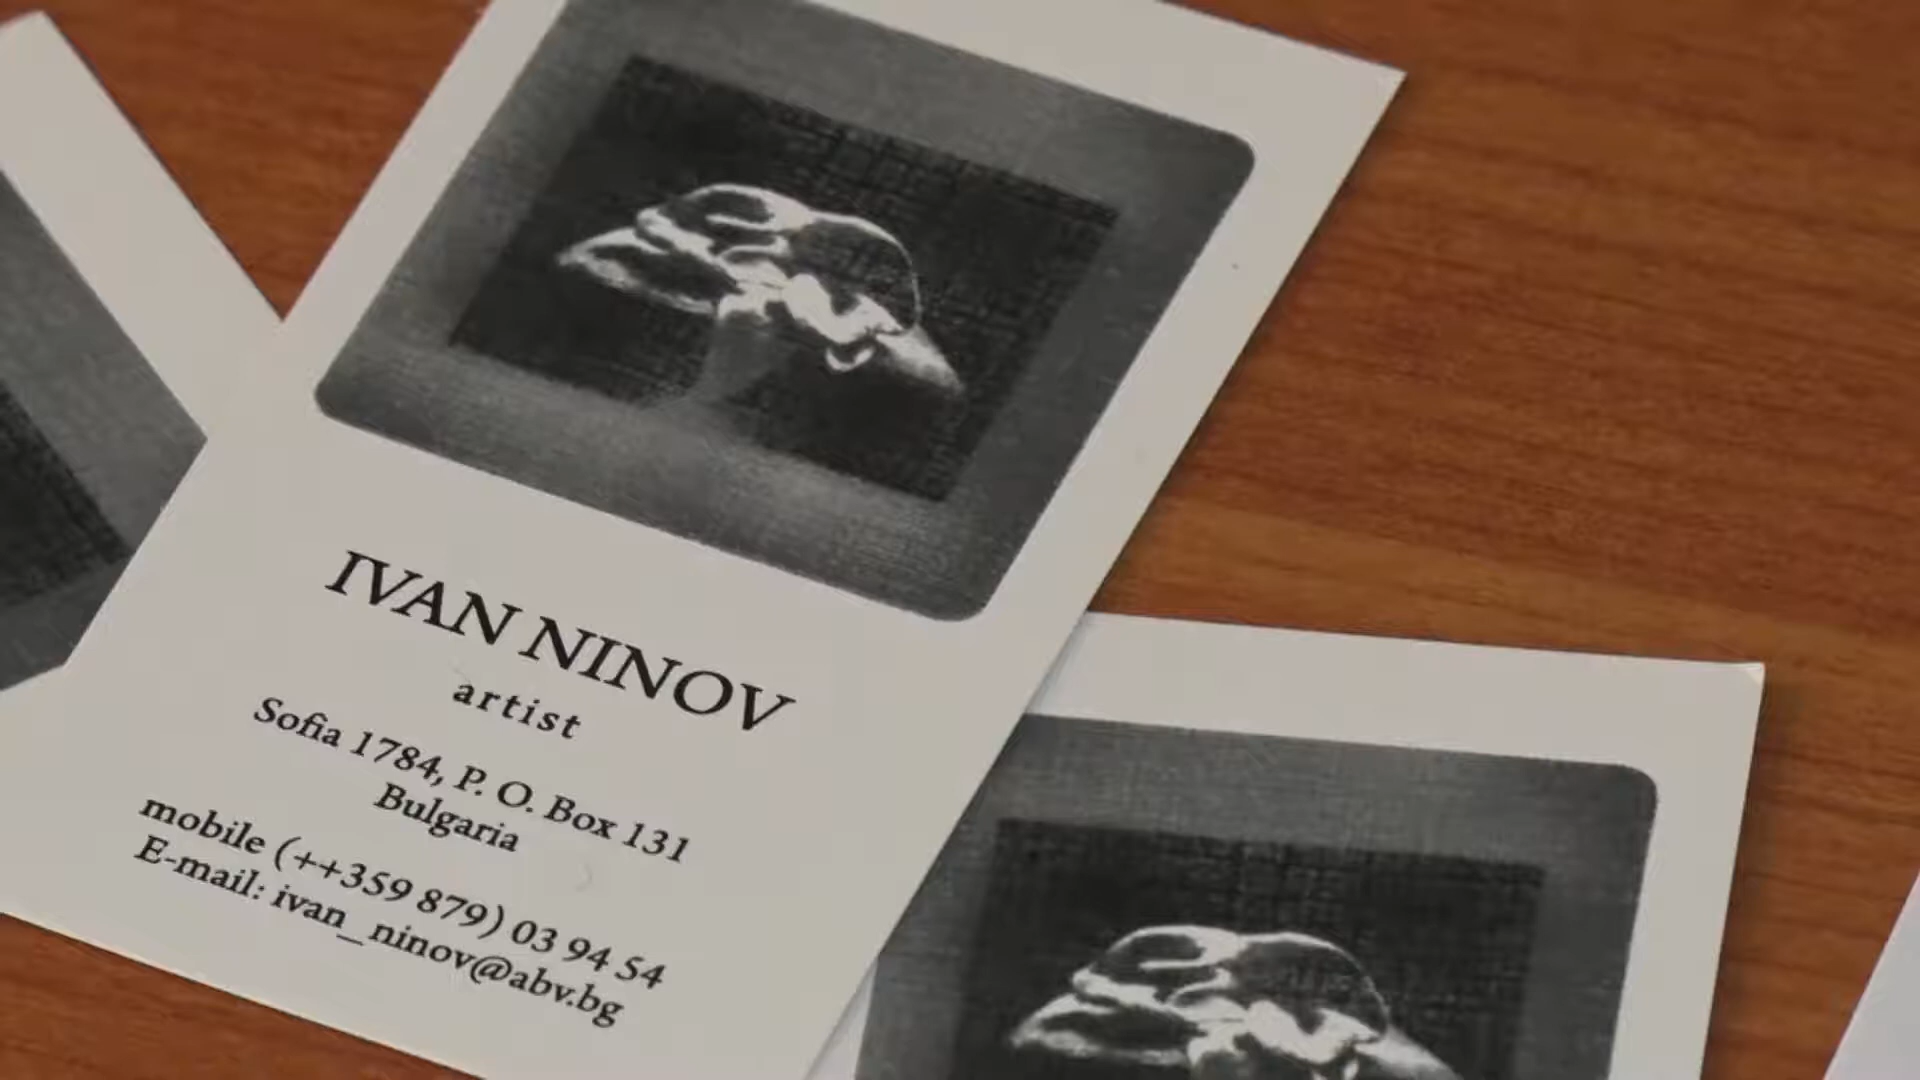 IVAN NINOV
artist
Sofia 1784, P. O. Box 131
Bulgaria
mobile (++359 879) 03 94 54
E-mail: ivan_ninov@abv.bg